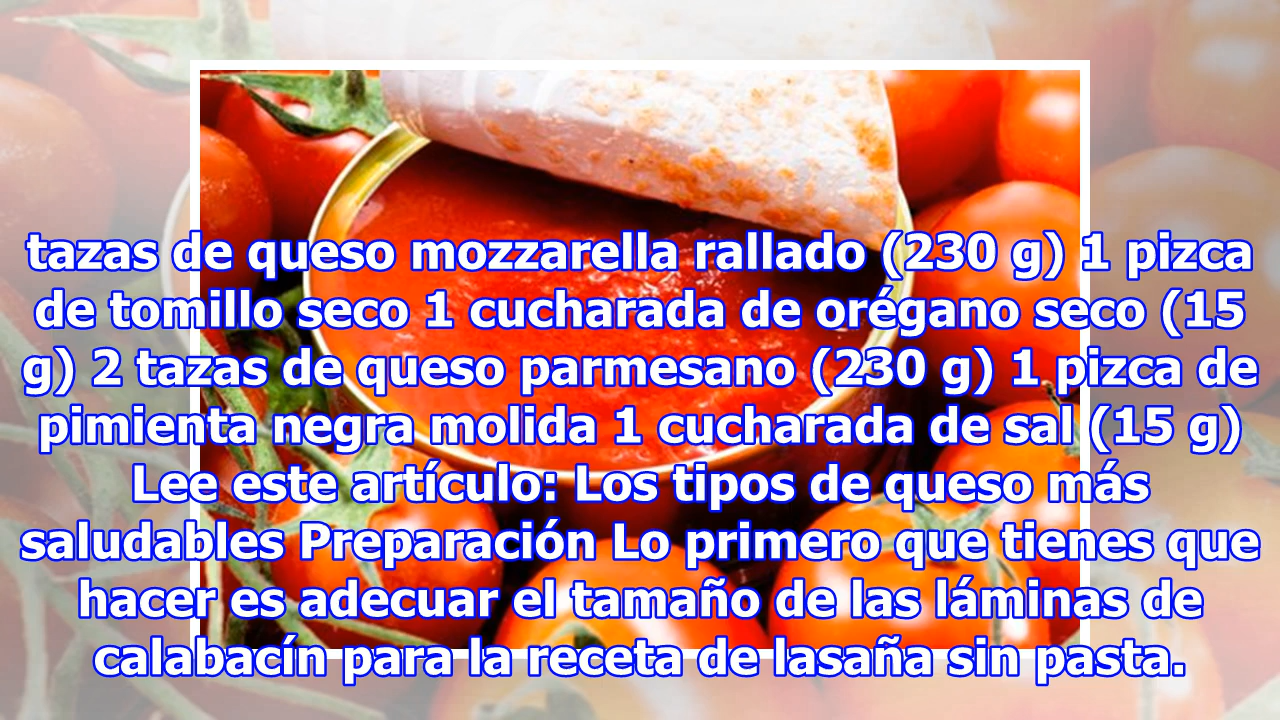 tazas de queso mozzarella rallado (230 g) 1 pizca
de tomillo seco 1 cucharada de orégano seco (15
g) 2 tazas de queso parmesano (230 g) 1 pizca de
pimienta negra molida 1 cucharada de sal (15 g)
Lee este artículo: Los tipos de queso más
saludables Preparación Lo primero que tienes que
hacer es adecuar el tamaño de las láminas de
calabacín para la receta de lasaña sin pasta.